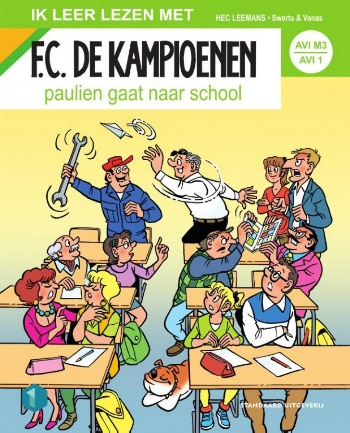 IK LEER LEZEN MET
HEC LEEMANS • Swerts & Vanas
AVI M3
AVI 1
F.C. DE KAMPIOENEN
paulien gaat naar school
STANDAARD UITGEVERIJ